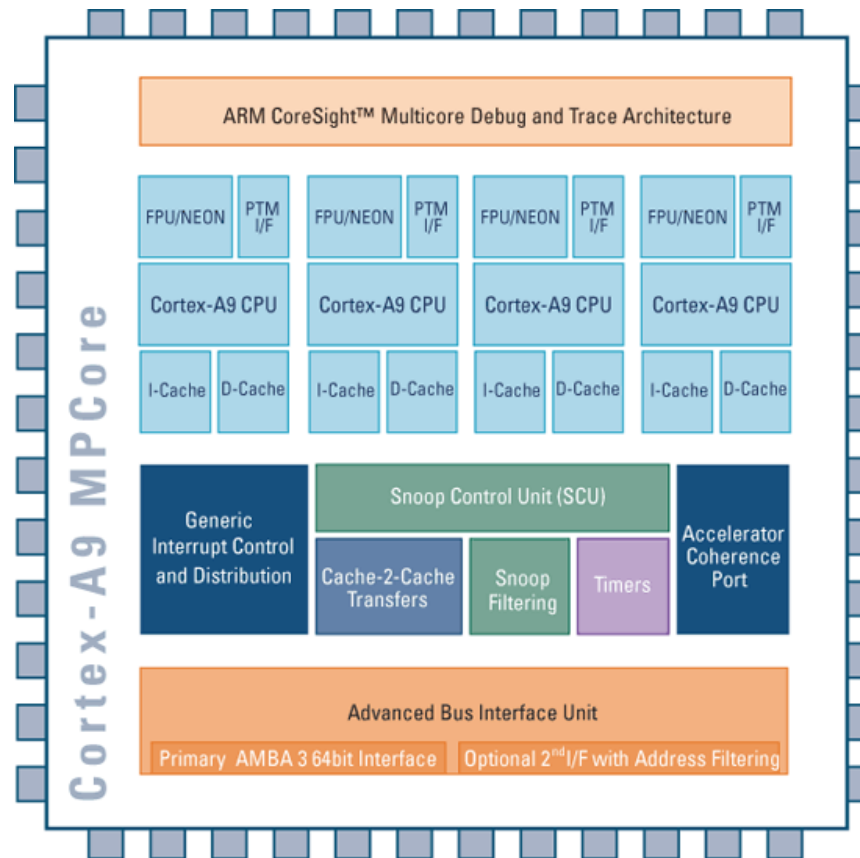 ARM CoreSight™ Multicore Debug and Trace Architecture
FPU/NEON
PTM
I/F
FPU/NEON
PTM
I/F
FPU/NEON
PTM
I/F
FPU/NEON
PTM
I/F
Cortex-A9 CPU
Cortex-A9 CPU
Cortex-A9 CPU
Cortex-A9 CPU
I-Cache
D-Cache
I-Cache
D-Cache
I-Cache
D-Cache
I-Cache
D-Cache
Cortex-A9 MPCore
Generic
Interrupt Control
and Distribution
Snoop Control Unit (SCU)
Cache-2-Cache
Transfers
Snoop
Filtering
Timers
Accelerator
Coherence
Port
Advanced Bus Interface Unit
Primary AMBA 3 64bit Interface
Optional 2nd I/F with Address Filtering